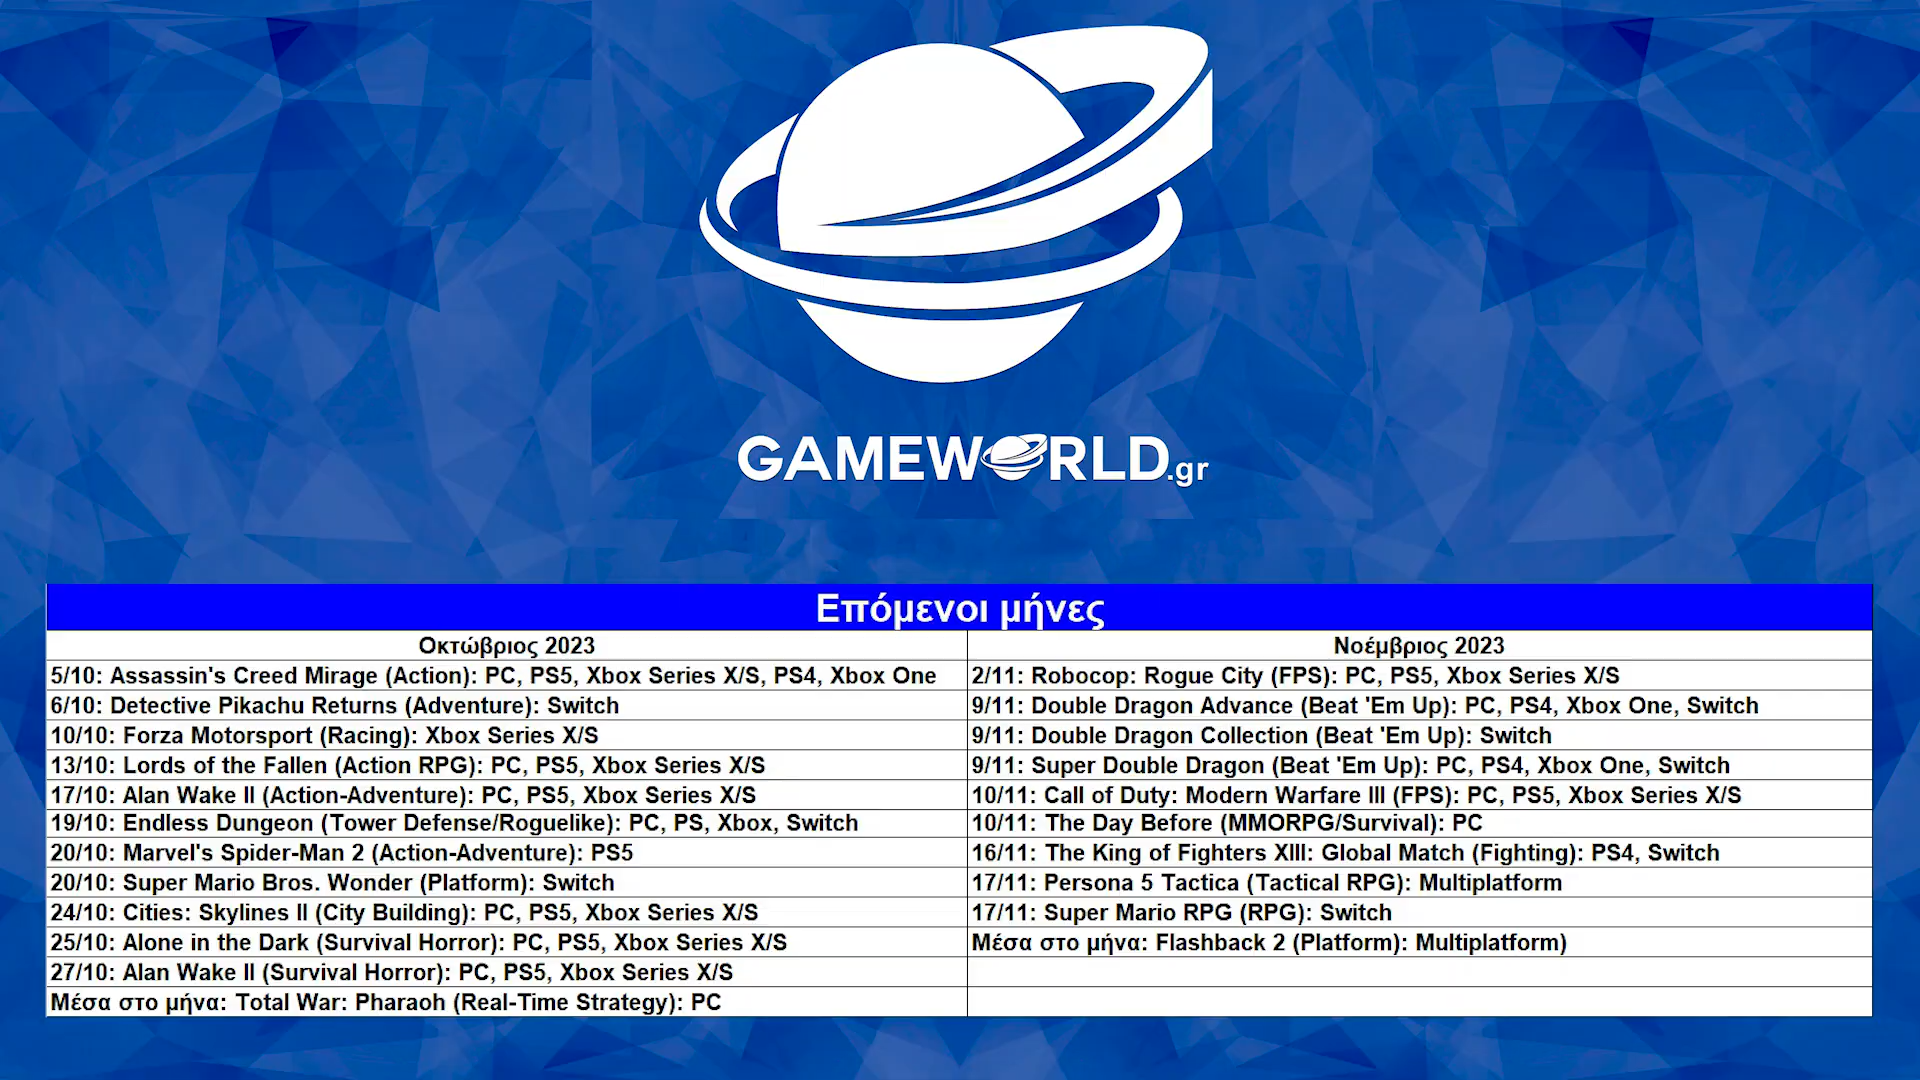 GAMEWORLD.gr
Επόμενοι μήνες
Οκτώβριος 2023
5/10: Assassin's Creed Mirage (Action): PC, PS5, Xbox Series X/S, PS4, Xbox One
6/10: Detective Pikachu Returns (Adventure): Switch
10/10: Forza Motorsport (Racing): Xbox Series X/S
13/10: Lords of the Fallen (Action RPG): PC, PS5, Xbox Series X/S
17/10: Alan Wake II (Action-Adventure): PC, PS5, Xbox Series X/S
19/10: Endless Dungeon (Tower Defense/Roguelike): PC, PS, Xbox, Switch
20/10: Marvel's Spider-Man 2 (Action-Adventure): PS5
20/10: Super Mario Bros. Wonder (Platform): Switch
24/10: Cities: Skylines II (City Building): PC, PS5, Xbox Series X/S
25/10: Alone in the Dark (Survival Horror): PC, PS5, Xbox Series X/S
27/10: Alan Wake II (Survival Horror): PC, PS5, Xbox Series X/S
Μέσα στο μήνα: Total War: Pharaoh (Real-Time Strategy): PC
Νοέμβριος 2023
2/11: Robocop: Rogue City (FPS): PC, PS5, Xbox Series X/S
9/11: Double Dragon Advance (Beat 'Em Up): PC, PS4, Xbox One, Switch
9/11: Double Dragon Collection (Beat 'Em Up): Switch
9/11: Super Double Dragon (Beat 'Em Up): PC, PS4, Xbox One, Switch
10/11: Call of Duty: Modern Warfare III (FPS): PC, PS5, Xbox Series X/S
10/11: The Day Before (MMORPG/Survival): PC
16/11: The King of Fighters XIII: Global Match (Fighting): PS4, Switch
17/11: Persona 5 Tactica (Tactical RPG): Multiplatform
17/11: Super Mario RPG (RPG): Switch
Μέσα στο μήνα: Flashback 2 (Platform): Multiplatform)